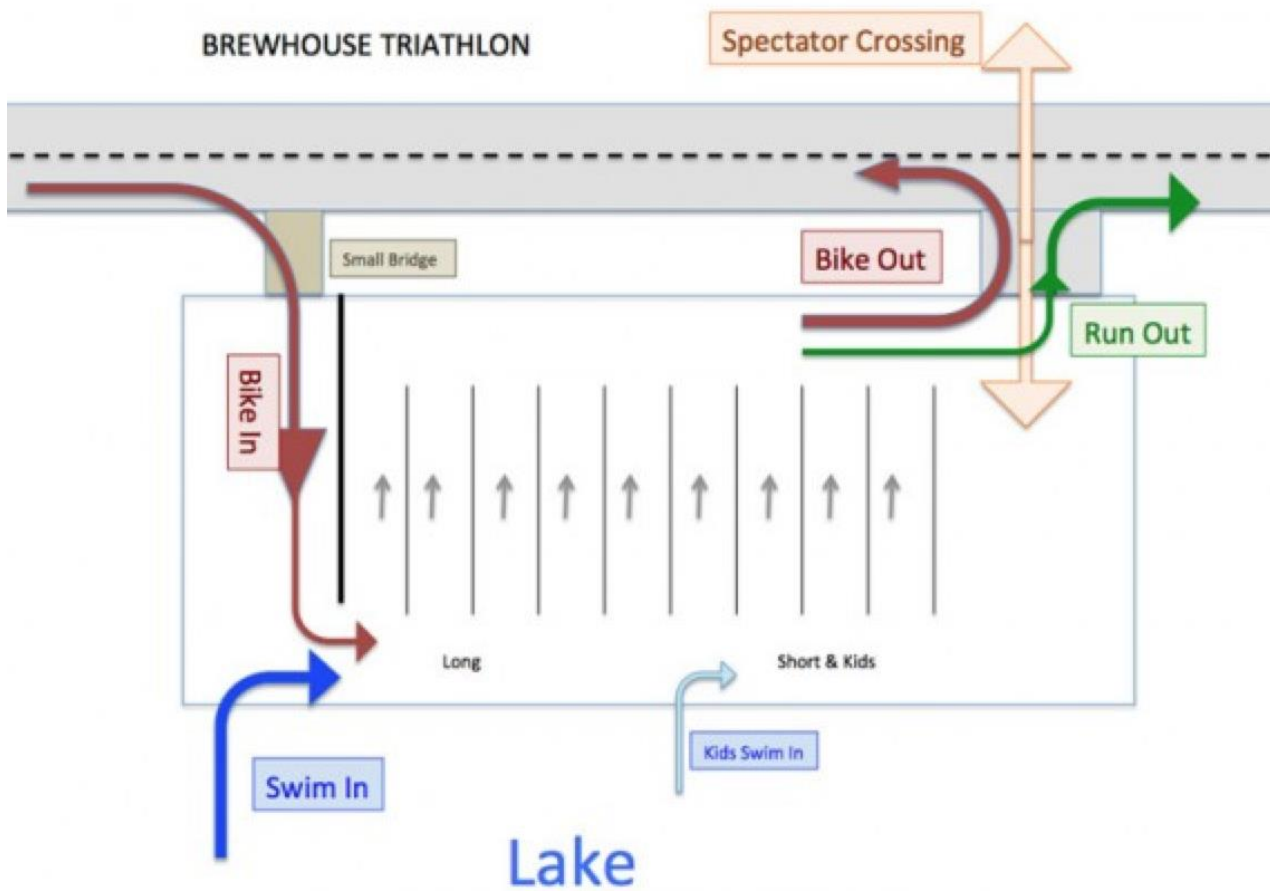 BREWHOUSE TRIATHLON
Spectator Crossing
Small Bridge
Bike Out
Run Out
Bike In
Long
Short & Kids
Kids Swim In
Swim In
Lake